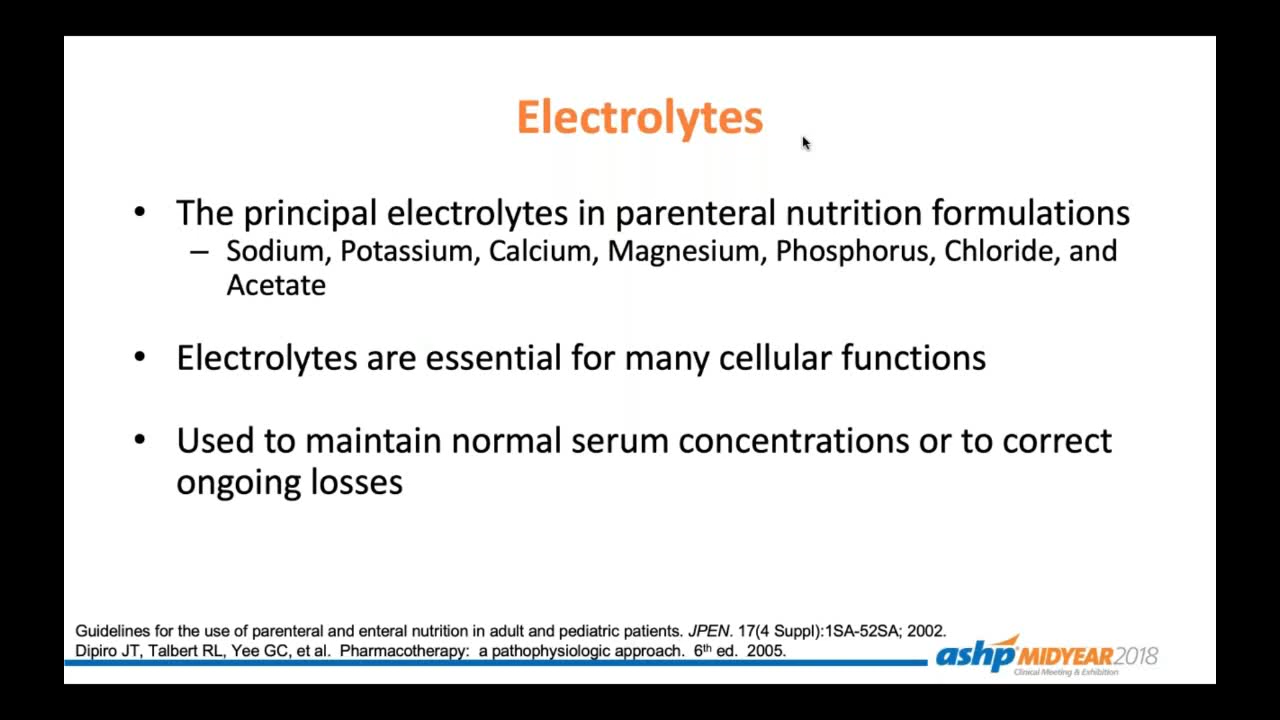 Electrolytes
• The principal electrolytes in parenteral nutrition formulations
– Sodium, Potassium, Calcium, Magnesium, Phosphorus, Chloride, and
Acetate
• Electrolytes are essential for many cellular functions
• Used to maintain normal serum concentrations or to correct
ongoing losses
Guidelines for the use of parenteral and enteral nutrition in adult and pediatric patients. JPEN. 17(4 Suppl):1SA-52SA; 2002.
Dipiro JT, Talbert RL, Yee GC, et al. Pharmacotherapy: a pathophysiologic approach. 6th ed. 2005.
ashp MIDYEAR2018
Clinical Meeting & Exhibition